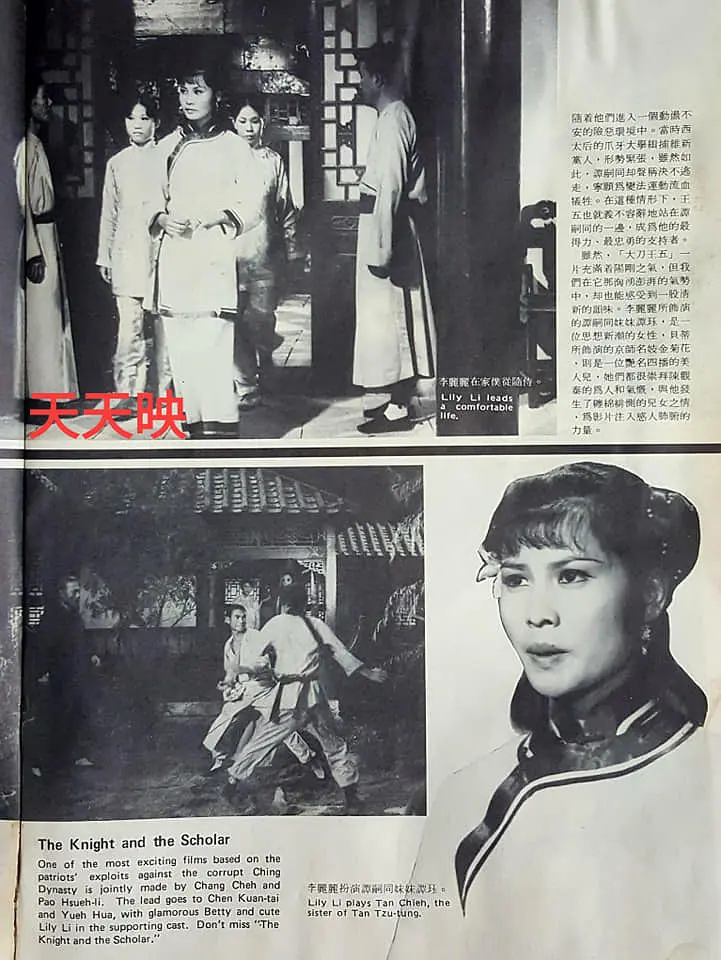 隨着他們進入一個動盪不
安的險惡環境中。當時西
太后的爪牙大舉緝捕維新
黨人，形勢緊張，雖然如
此，譚嗣同却聲稱決不逃
走，寧願爲變法運動流血
犧牲。在這種情形下，王
五也就義不容辭地站在譚
嗣同的一邊，成爲他的最
得力、最忠勇的支持者。
雖然，「大刀王五」一
片充滿着陽剛之氣，但我
們在它那洶湧澎湃的氣勢
中，却也能感受到一股清
新的韻味。李麗麗所飾演
的譚嗣同妹妹譚玨，是一
位思想新潮的女性，貝蒂
所飾演的京師名妓金菊花
，則是一位艷名四播的美
人兒，她們都很崇拜陳觀
泰的爲人和氣慨，與他發
生了纏綿悱惻的兒女之情
，爲影片注入感人肺腑的
力量。
李麗麗在家僕從隨侍。
Lily Li leads
a comfortable
life.
天天映
The Knight and the Scholar
One of the most exciting films based on the
patriots' exploits against the corrupt Ching
Dynasty is jointly made by Chang Cheh and
Pao Hsueh-li. The lead goes to Chen Kuan-tai
and Yueh Hua, with glamorous Betty and cute
Lily Li in the supporting cast. Don't miss "The
Knight and the Scholar."
李麗麗扮演譚嗣同妹妹譚玨。
Lily Li plays Tan Chieh, the
sister of Tan Tzu-tung.